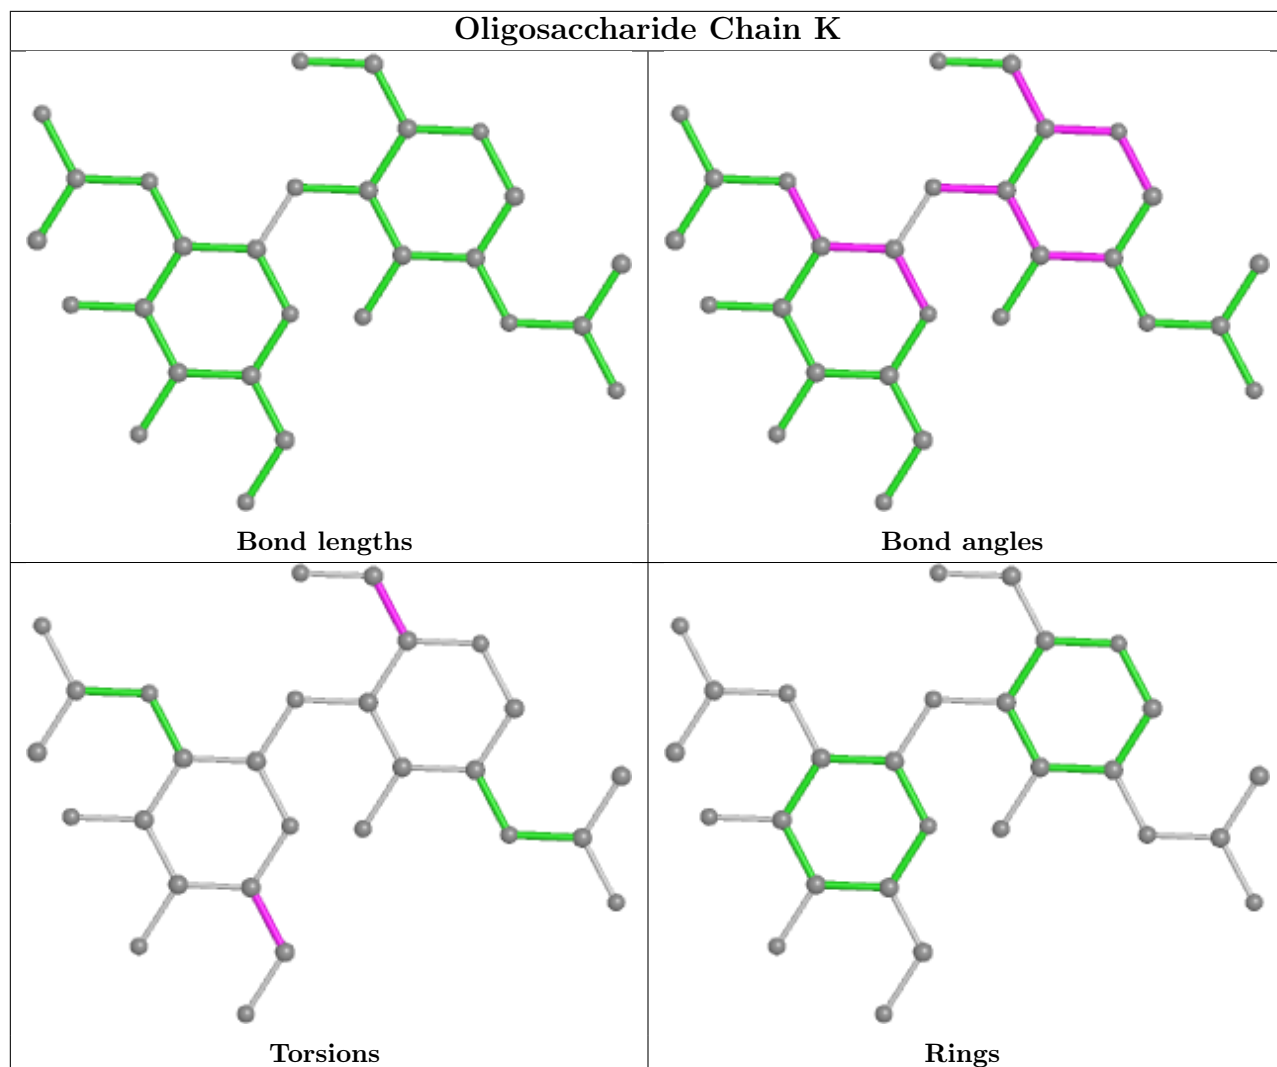 Oligosaccharide Chain K
Bond lengths
Bond angles
Torsions
Rings